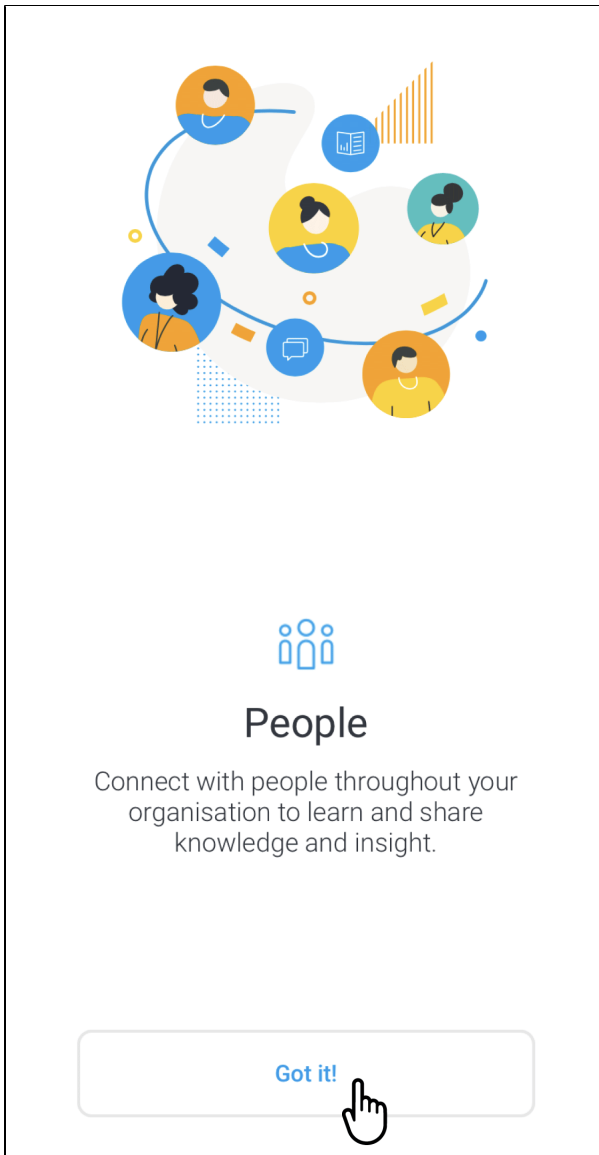 People
Connect with people throughout your
organisation to learn and share
knowledge and insight.
Got it!